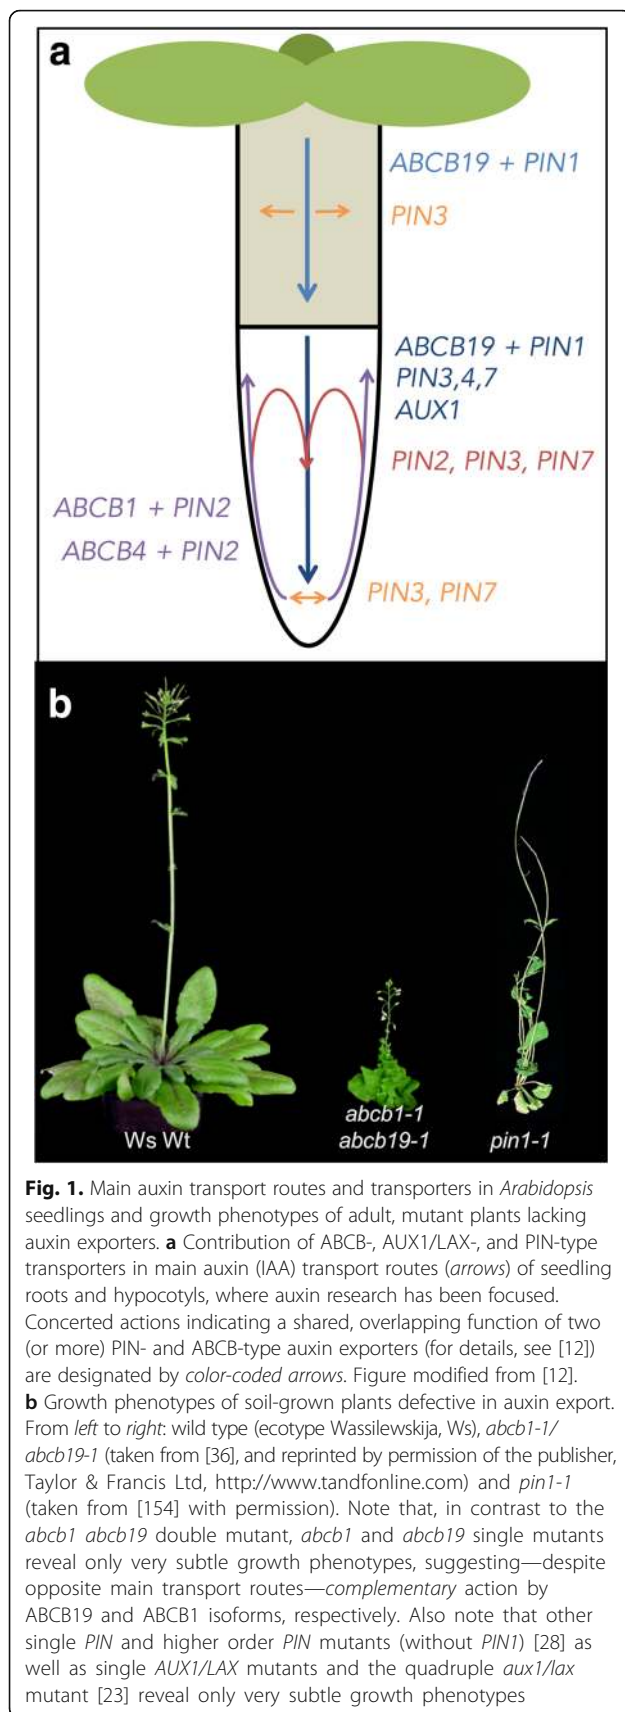 a
ABCB19 + PIN1
PIN3
ABCB19 + PIN1
PIN3,4,7
AUX1
PIN2, PIN3, PIN7
ABCB1 + PIN2
ABCB4 + PIN2
PIN3, PIN7
b
Ws Wt
abcb1-1
abcb19-1
pin1-1
Fig. 1. Main auxin transport routes and transporters in Arabidopsis
seedlings and growth phenotypes of adult, mutant plants lacking
auxin exporters. a Contribution of ABCB-, AUX1/LAX-, and PIN-type
transporters in main auxin (IAA) transport routes (arrows) of seedling
roots and hypocotyls, where auxin research has been focused.
Concerted actions indicating a shared, overlapping function of two
(or more) PIN- and ABCB-type auxin exporters (for details, see [12])
are designated by color-coded arrows. Figure modified from [12].
b Growth phenotypes of soil-grown plants defective in auxin export.
From left to right: wild type (ecotype Wassilewskija, Ws), abcb1-1/
abcb19-1 (taken from [36], and reprinted by permission of the publisher,
Taylor & Francis Ltd, http://www.tandfonline.com) and pin1-1
(taken from [154] with permission). Note that, in contrast to the
abcb1 abcb19 double mutant, abcb1 and abcb19 single mutants
reveal only very subtle growth phenotypes, suggesting—despite
opposite main transport routes—complementary action by
ABCB19 and ABCB1 isoforms, respectively. Also note that other
single PIN and higher order PIN mutants (without PIN1) [28] as
well as single AUX1/LAX mutants and the quadruple aux1/lax
mutant [23] reveal only very subtle growth phenotypes